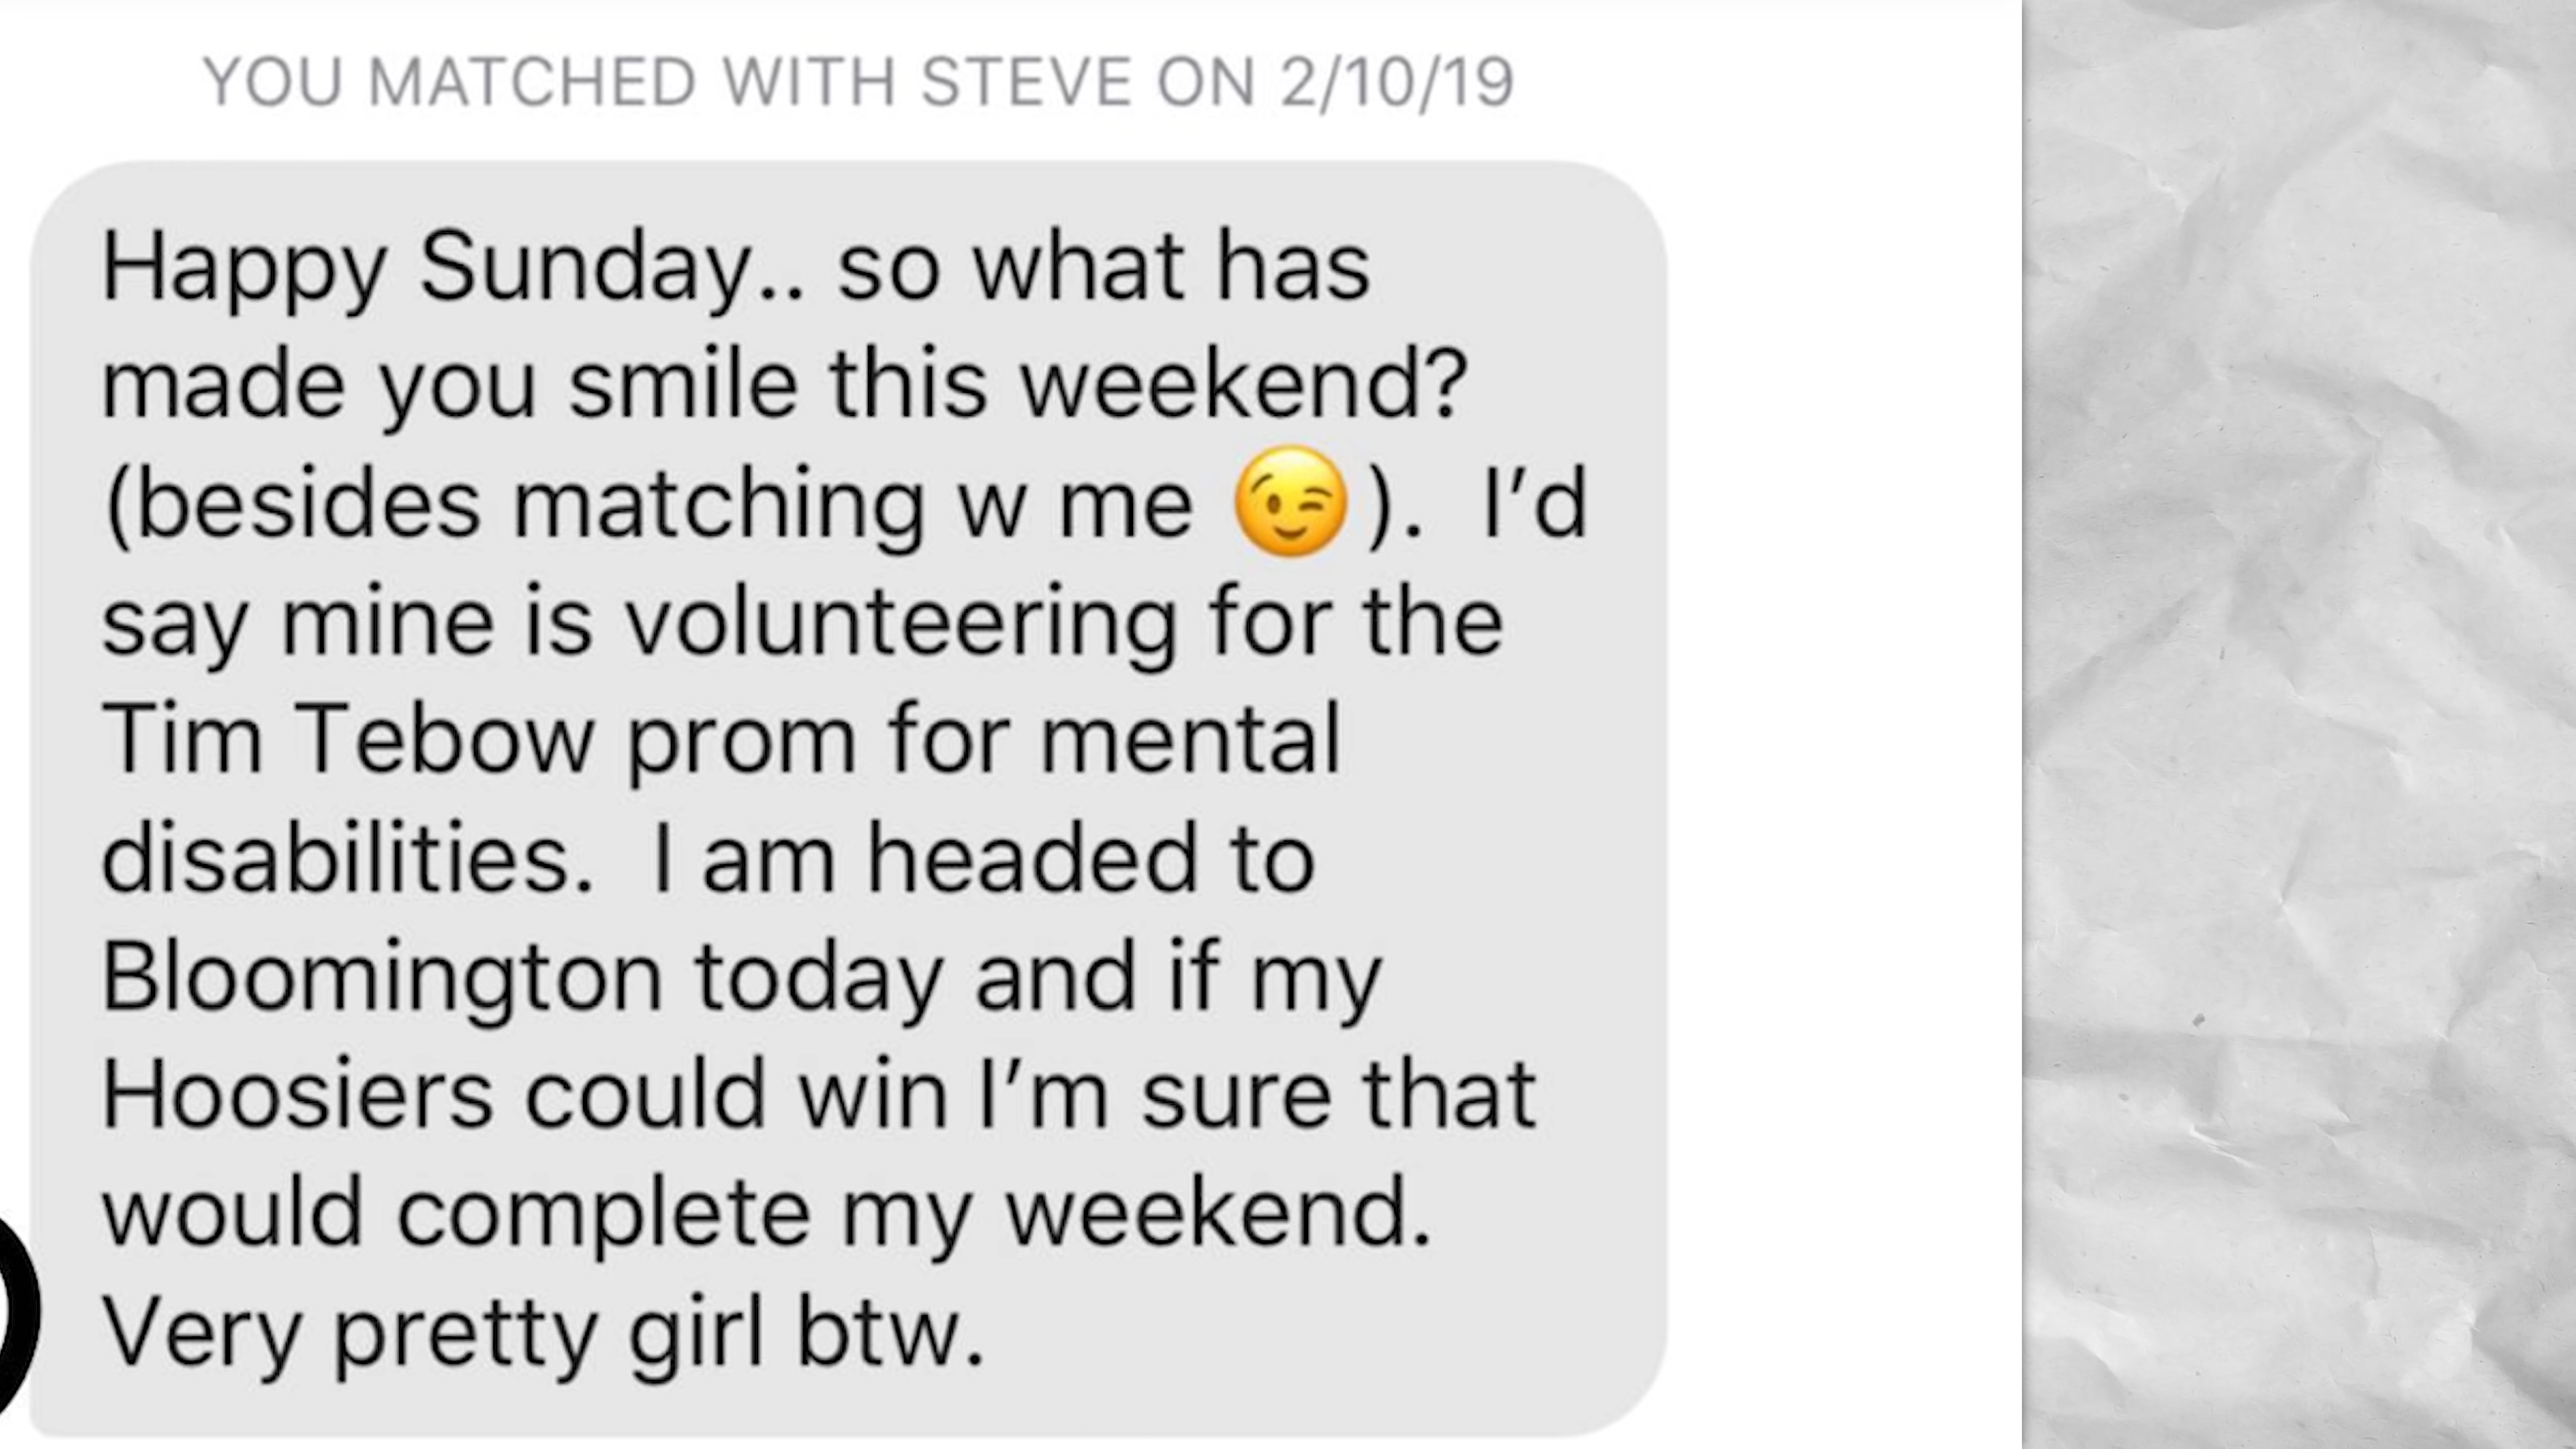 YOU MATCHED WITH STEVE ON 2/10/19
Happy Sunday.. so what has
made you smile this weekend?
(besides matching w me 😉).  I’d
say mine is volunteering for the
Tim Tebow prom for mental
disabilities.  I am headed to
Bloomington today and if my
Hoosiers could win I’m sure that
would complete my weekend.
Very pretty girl btw.